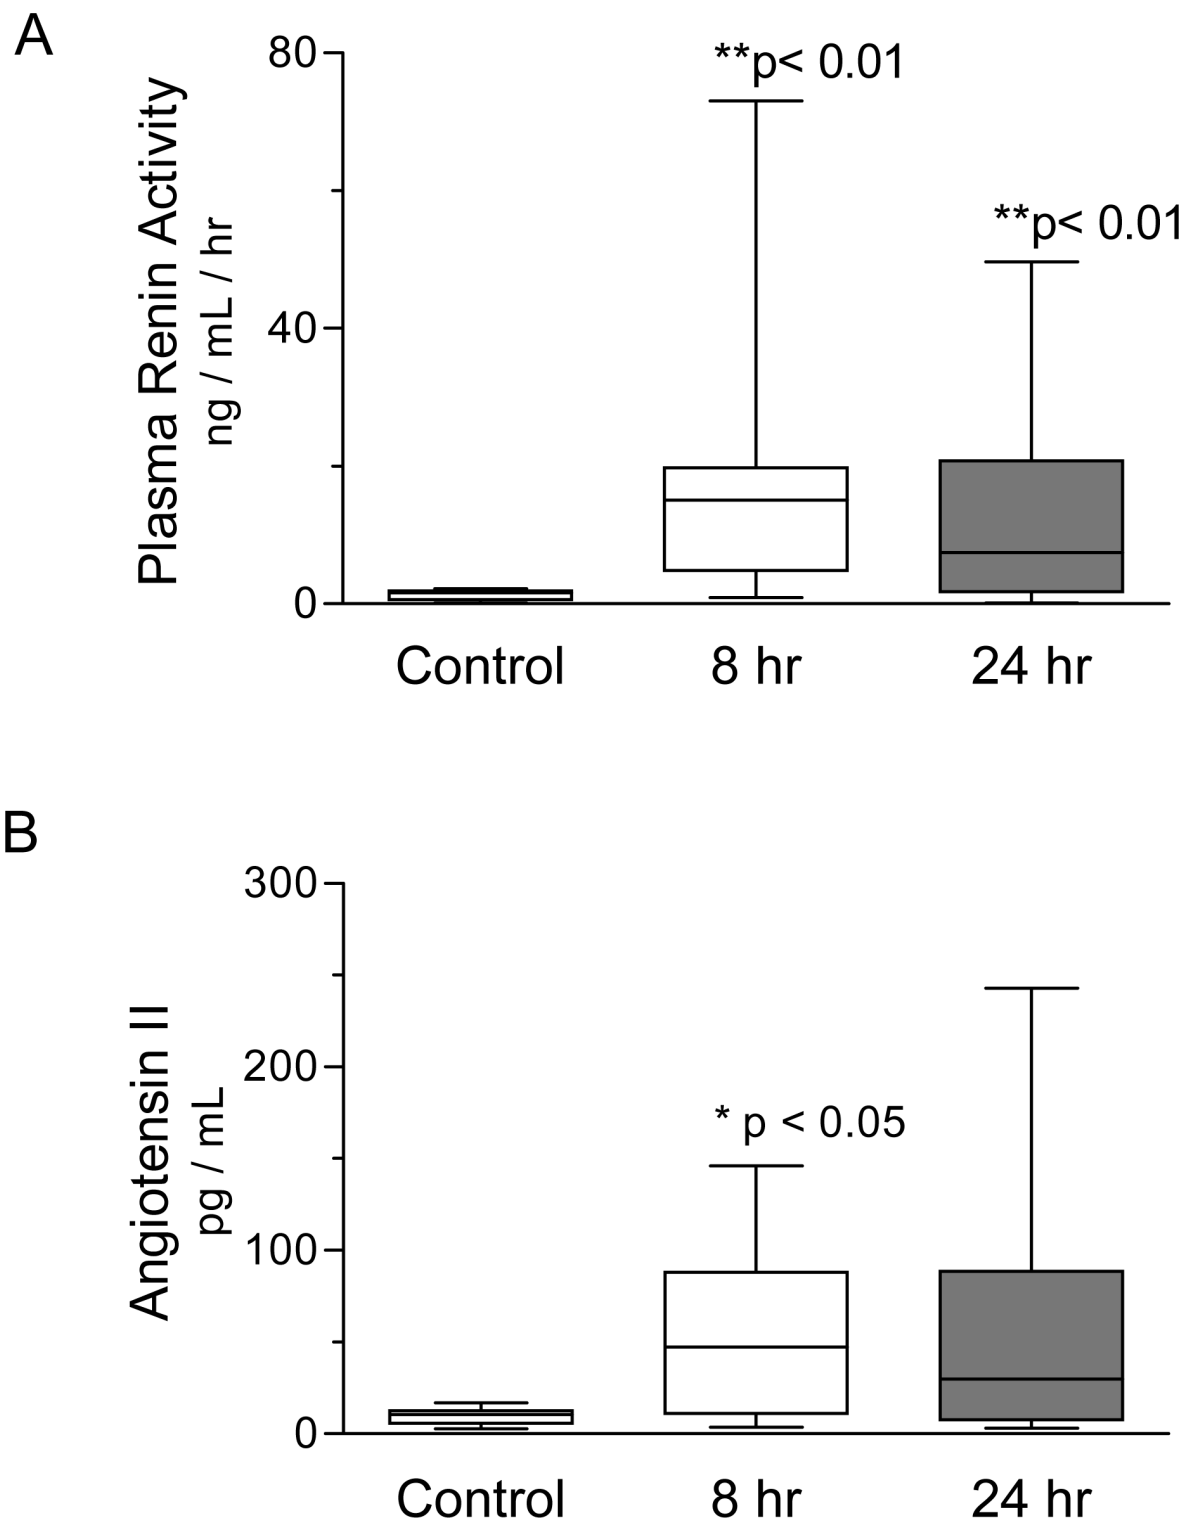 A
Plasma Renin Activity
ng / mL / hr
80
40
0
**p< 0.01
**p< 0.01
Control
8 hr
24 hr
B
Angiotensin II
pg / mL
300
200
100
0
* p < 0.05
Control
8 hr
24 hr